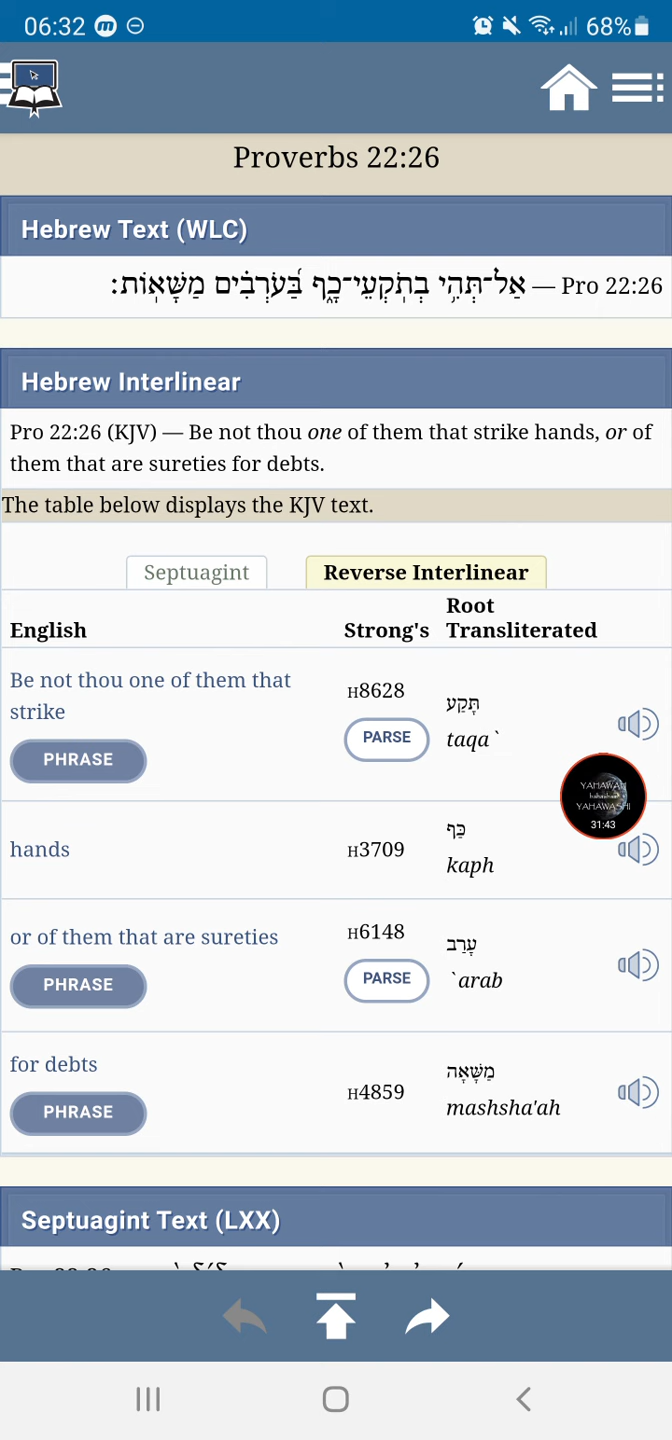 06:32 68%
Proverbs 22:26
Hebrew Text (WLC)
אַל־תְּהִ֥י בְתֹֽקְעֵי־כָ֑ף בַּ֝עֹרְבִ֗ים מַשָּׁאֽוֹת׃ — Pro 22:26
Hebrew Interlinear
Pro 22:26 (KJV) — Be not thou one of them that strike hands, or of
them that are sureties for debts.
The table below displays the KJV text.
Septuagint Reverse Interlinear
English Strong's Root Transliterated
Be not thou one of them that strike
H8628
תָּקַע
PHRASE PARSE taqa`
YAHAWAH
YAHAWASHI
31:43
hands H3709
כַּף
kaph
or of them that are sureties H6148
עָרַב
PHRASE PARSE `arab
for debts
H4859
מַשָּׁאָה
PHRASE mashsha'ah
Septuagint Text (LXX)